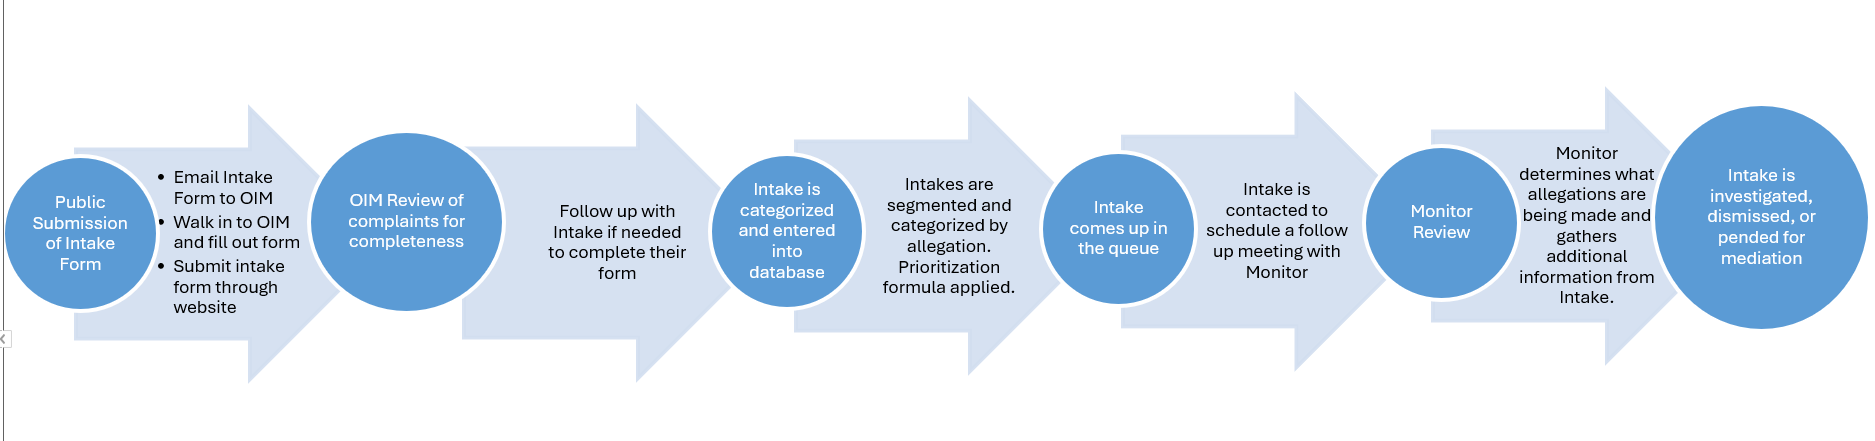 Public
Submission
of Intake
Form
• Email Intake
Form to OIM
• Walk in to OIM
and fill out form
• Submit intake
form through
website
OIM Review of
complaints for
completeness
Follow up with
Intake if needed
to complete their
form
Intake is
categorized
and entered
into
database
Intakes are
segmented and
categorized by
allegation.
Prioritization
formula applied.
Intake
comes up in
the queue
Intake is
contacted to
schedule a follow
up meeting with
Monitor
Monitor
Review
Monitor
determines what
allegations are
being made and
gathers
additional
information from
Intake.
Intake is
investigated,
dismissed, or
pended for
mediation